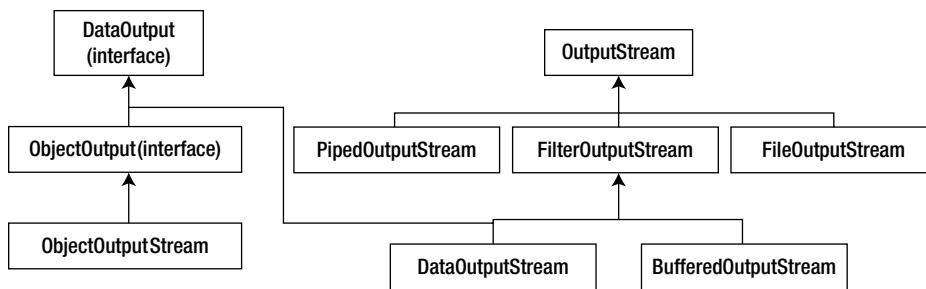 DataOutput
(interface)
OutputStream
ObjectOutput (interface)
PipedOutputStream
FilterOutputStream
FileOutputStream
ObjectOutputStream
DataOutputStream
BufferedOutputStream